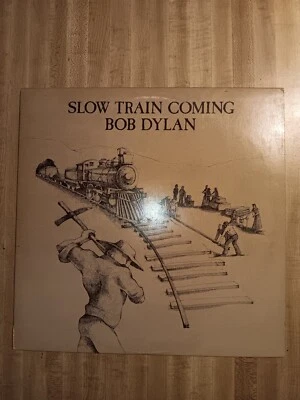 SLOW TRAIN COMING
BOB DYLAN